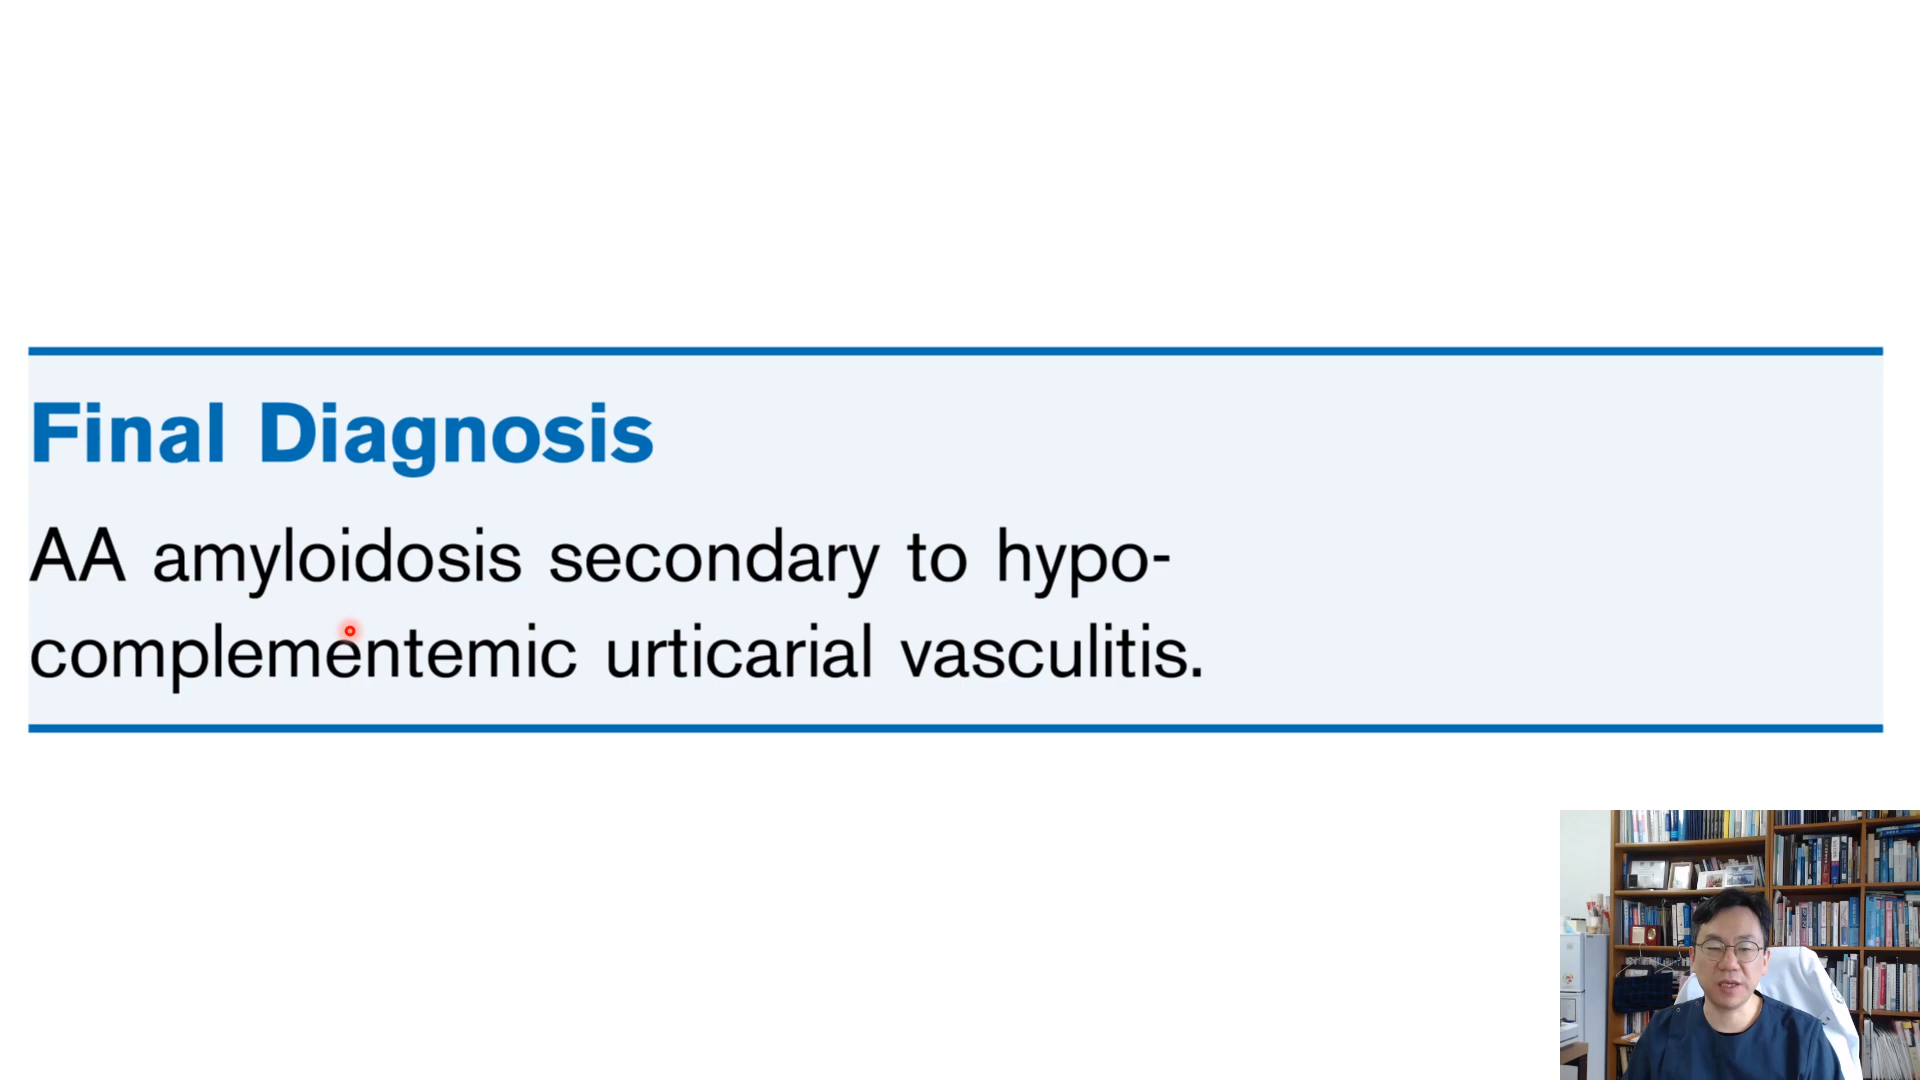 Final Diagnosis
AA amyloidosis secondary to hypo-
complementemic urticarial vasculitis.